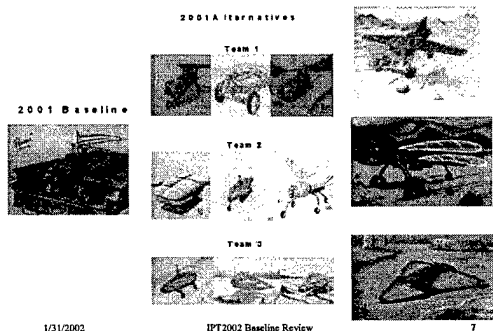 2001 Alternatives
Team 1
2001 Baseline
Team 2
Team 3
1/31/2002
IPT2002 Baseline Review
7